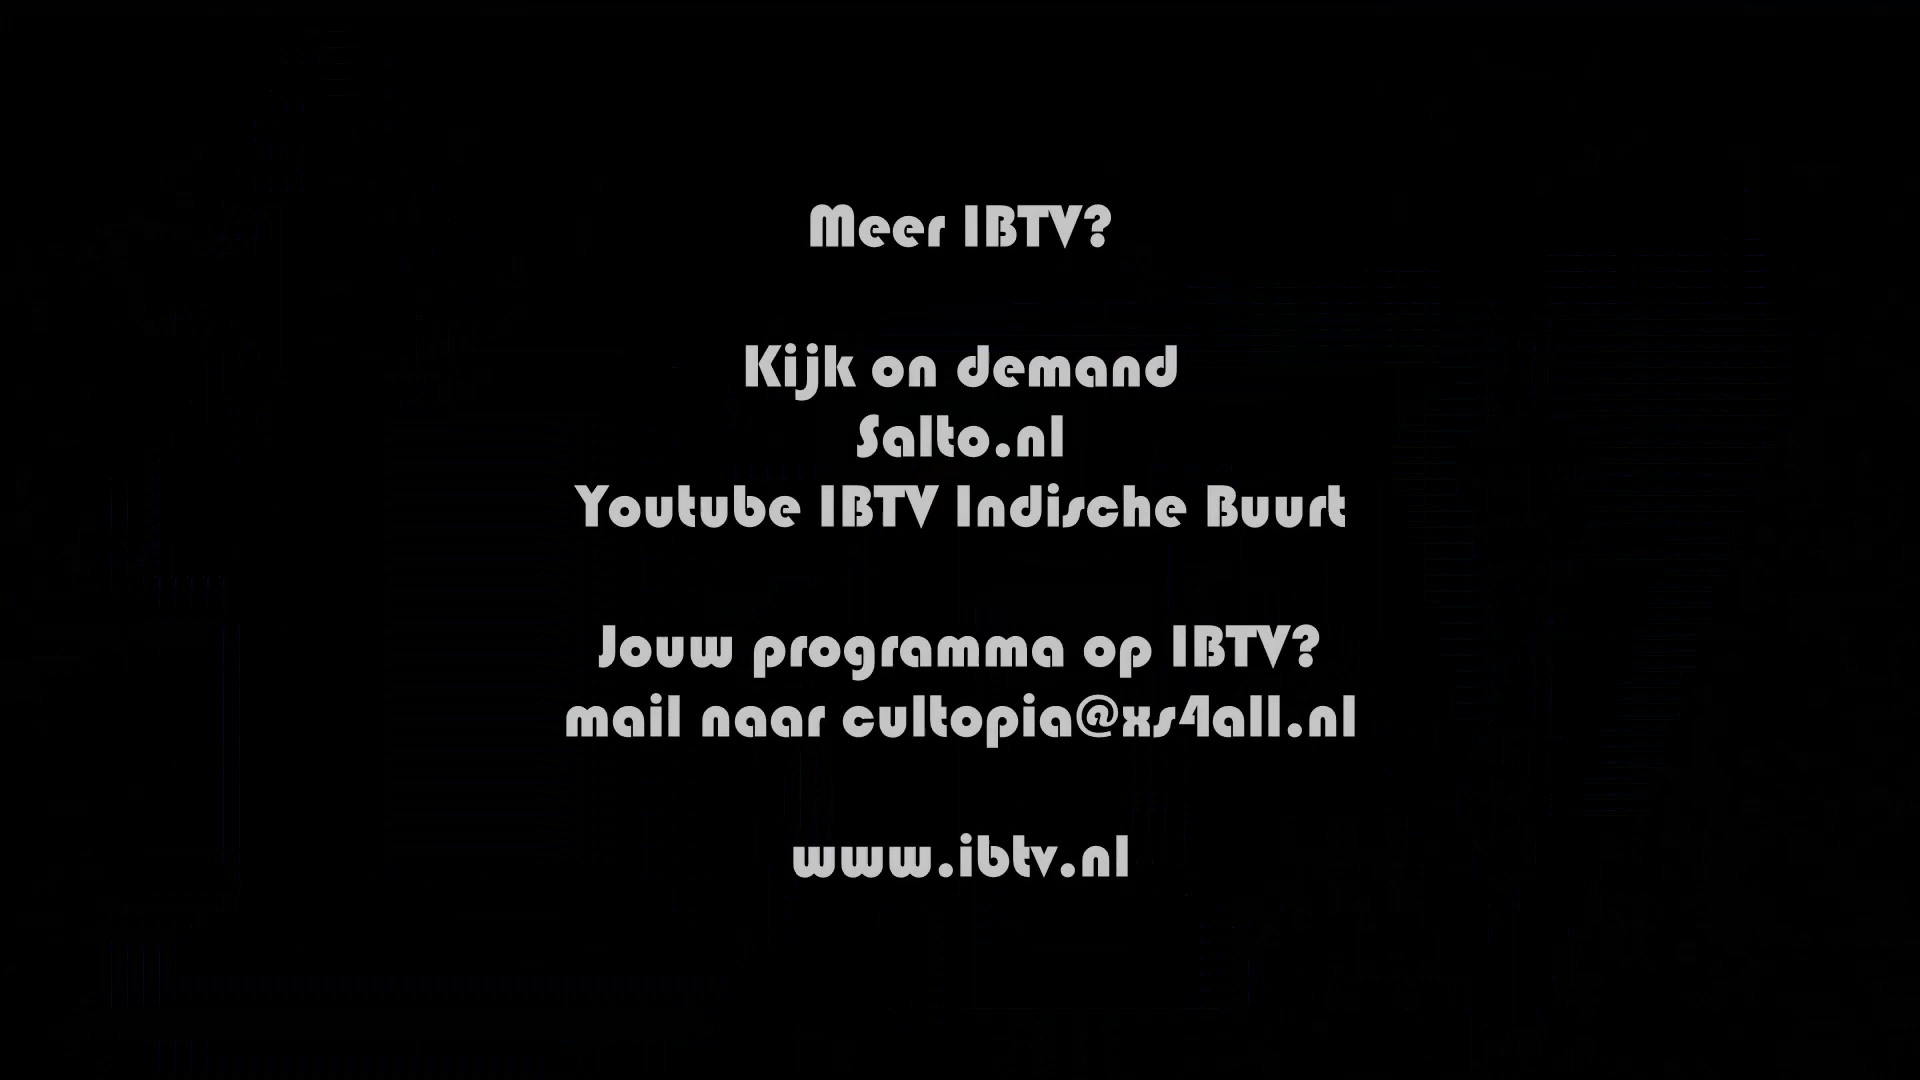 Meer IBTV?
Kijk on demand
Salto.nl
Youtube IBTV Indische Buurt
Jouw programma op IBTV?
mail naar cultopia@xs4all.nl
www.ibtv.nl